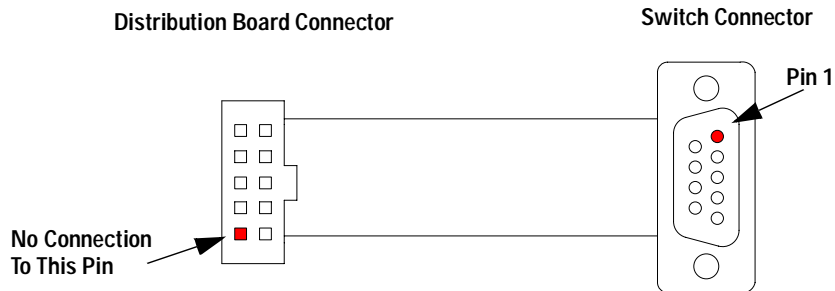 Distribution Board Connector
Switch Connector
Pin 1
No Connection
To This Pin